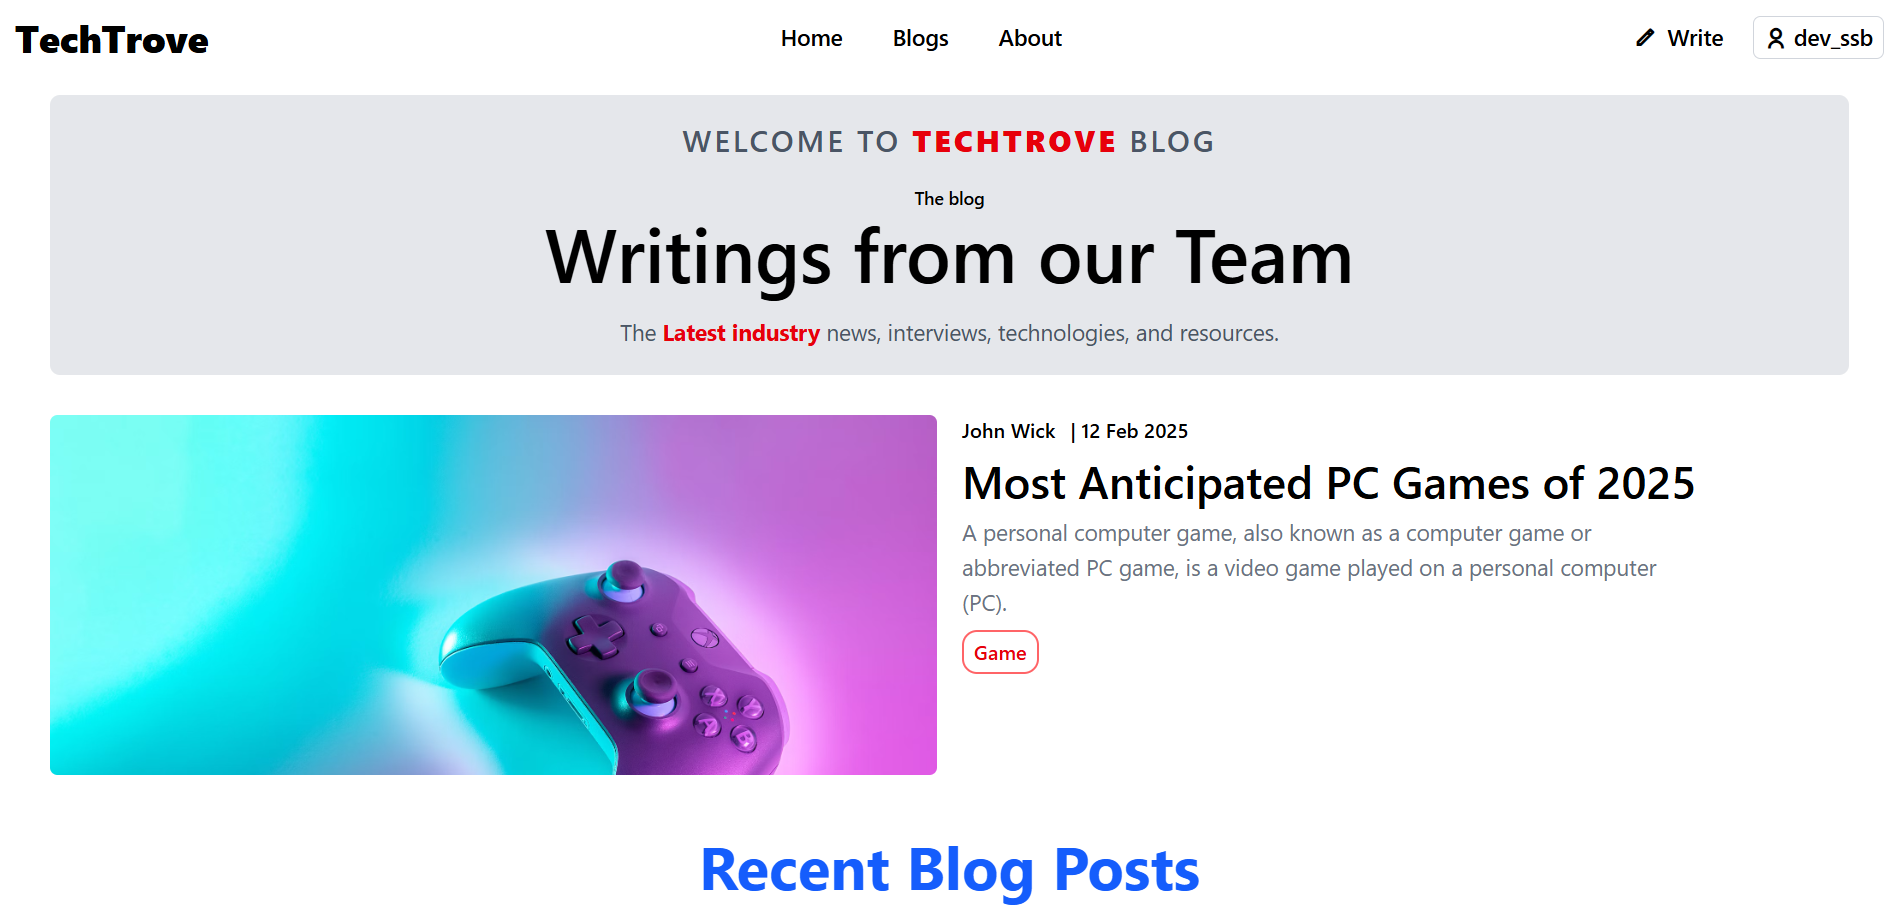 TechTrove
Home
Blogs
About
Write
dev_ssb
WELCOME TO TECHTROVE BLOG
The blog
Writings from our Team
The Latest industry news, interviews, technologies, and resources.
John Wick | 12 Feb 2025
Most Anticipated PC Games of 2025
A personal computer game, also known as a computer game or
abbreviated PC game, is a video game played on a personal computer
(PC).
Game
X
Y
A
B
Recent Blog Posts